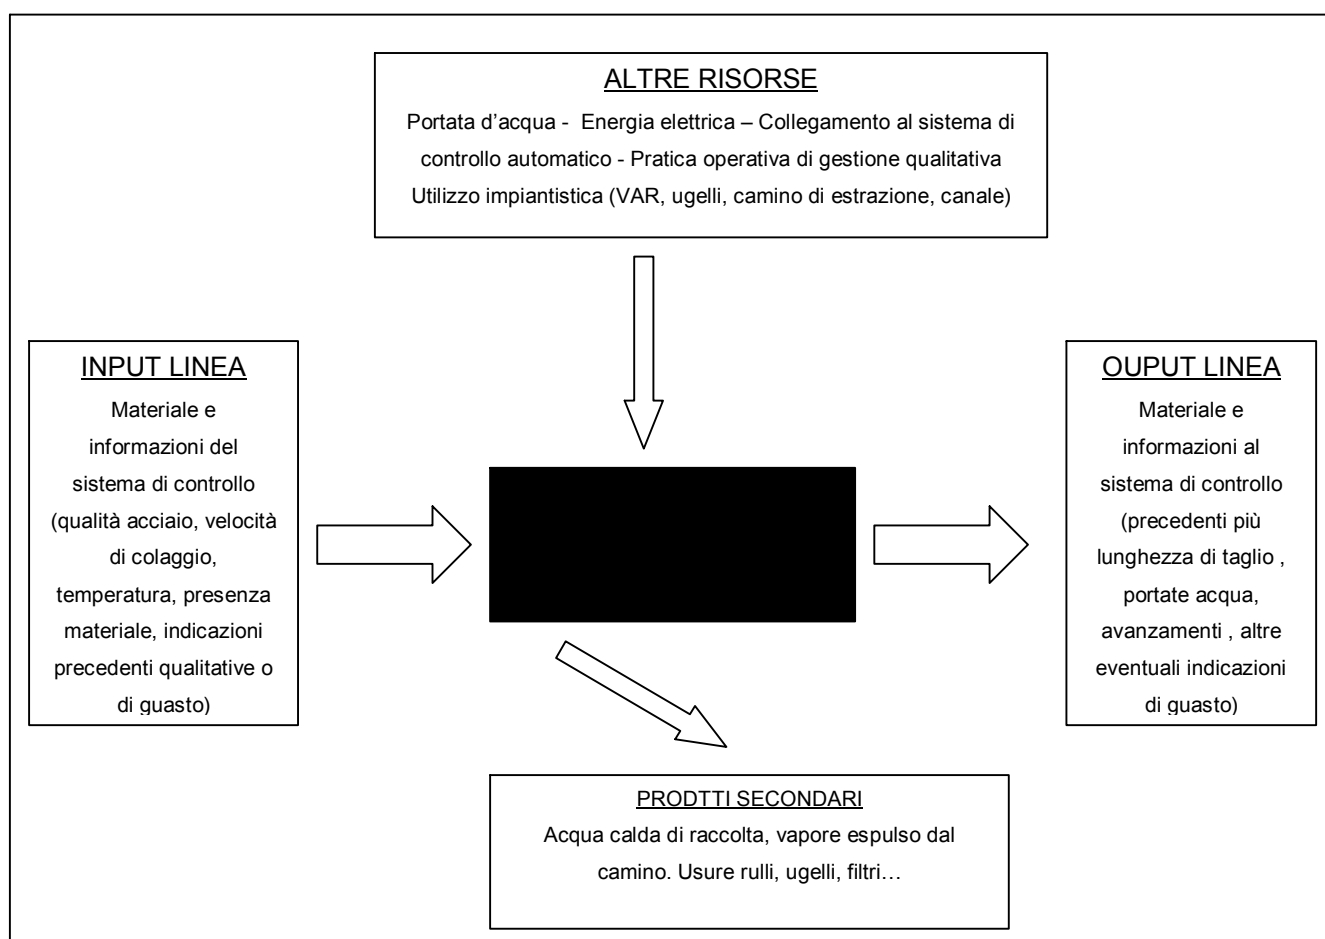 ALTRE RISORSE
Portata d’acqua -  Energia elettrica – Collegamento al sistema di
controllo automatico - Pratica operativa di gestione qualitativa
Utilizzo impiantistica (VAR, ugelli, camino di estrazione, canale)
INPUT LINEA
Materiale e
informazioni del
sistema di controllo
(qualità acciaio, velocità
di colaggio,
temperatura, presenza
materiale, indicazioni
precedenti qualitative o
di guasto)
OUPUT LINEA
Materiale e
informazioni al
sistema di controllo
(precedenti più
lunghezza di taglio ,
portate acqua,
avanzamenti , altre
eventuali indicazioni
di guasto)
PRODTTI SECONDARI
Acqua calda di raccolta, vapore espulso dal
camino. Usure rulli, ugelli, filtri…